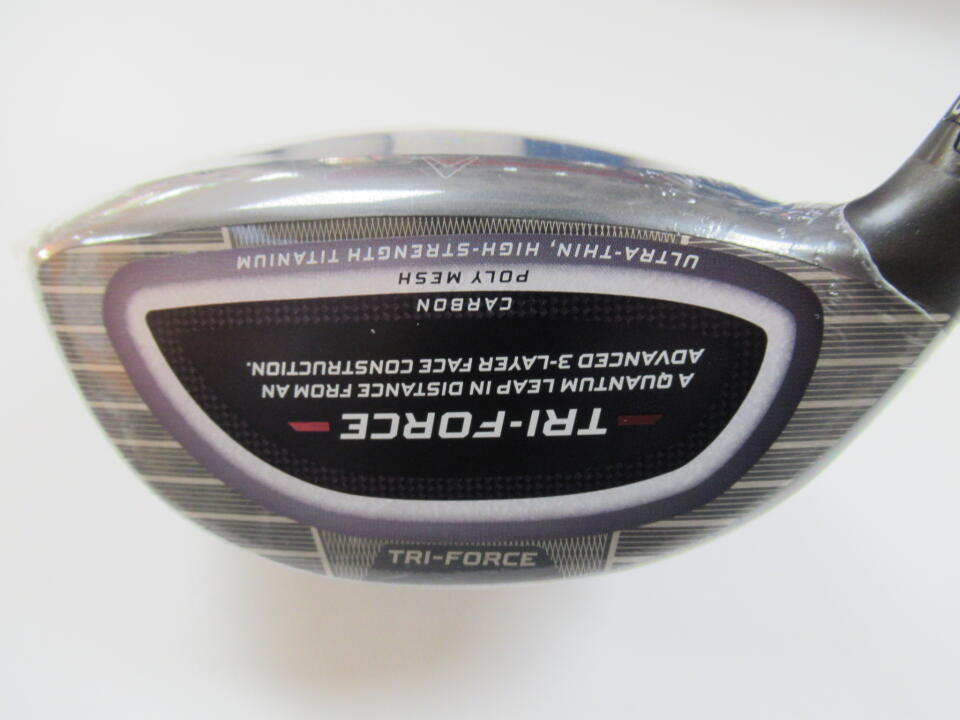 TRI-FORCE
A QUANTUM LEAP IN DISTANCE FROM AN
ADVANCED 3-LAYER FACE CONSTRUCTION.
CARBON
POLY MESH
ULTRA-THIN, HIGH-STRENGTH TITANIUM
TRI-FORCE